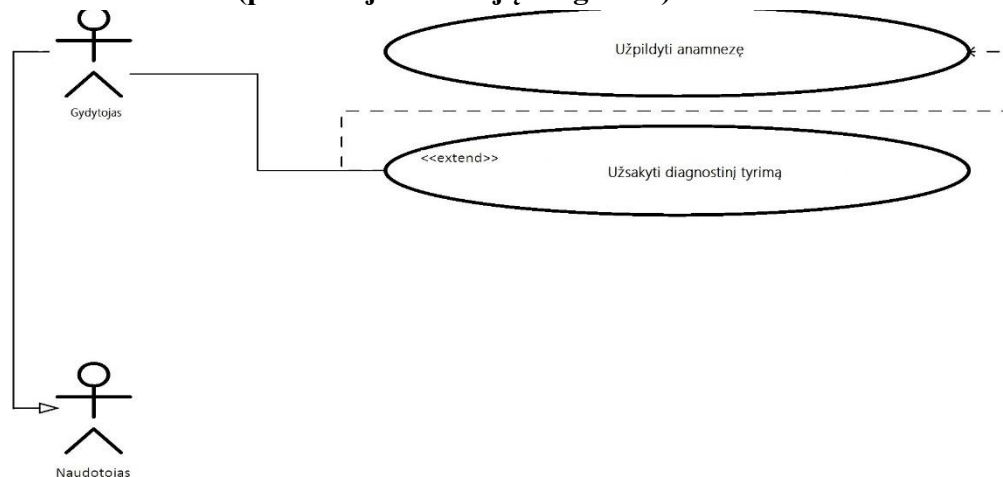 Užpildyti anamnezę
Gydytojas
<<extend>>
Užsakyti diagnostinį tyrimą
Naudotojas